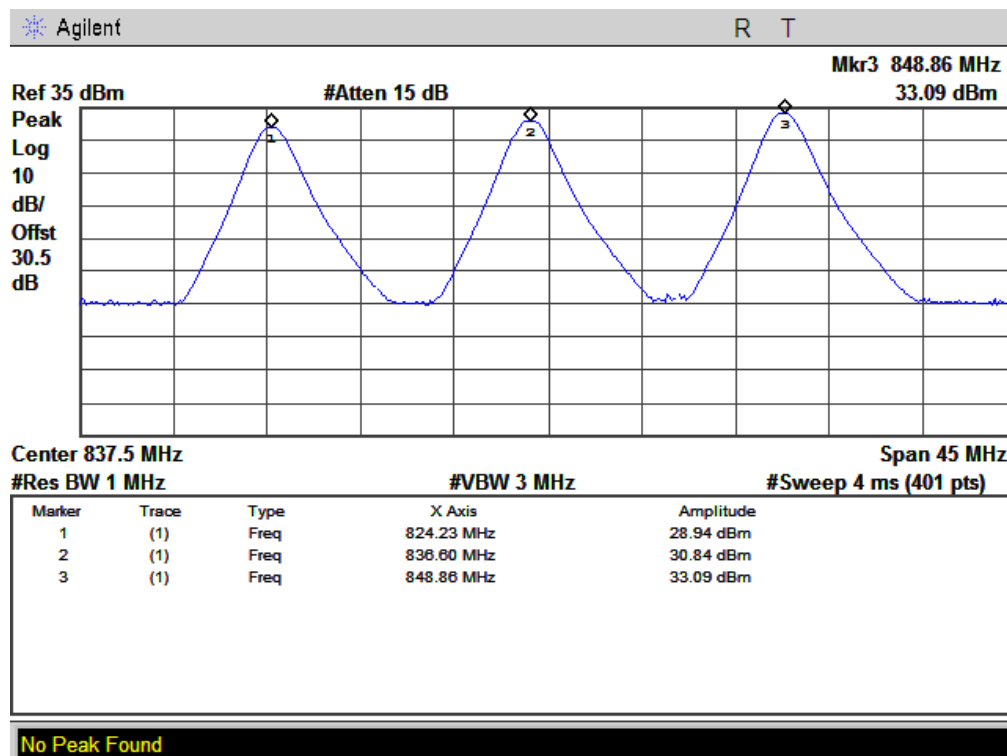 Agilent R T
Mkr3 848.86 MHz
Ref 35 dBm #Atten 15 dB 33.09 dBm
Peak
Log
10
dB/
Offst
30.5
dB
1 2 3
Center 837.5 MHz Span 45 MHz
#Res BW 1 MHz #VBW 3 MHz #Sweep 4 ms (401 pts)
Marker Trace Type X Axis Amplitude
1 (1) Freq 824.23 MHz 28.94 dBm
2 (1) Freq 836.60 MHz 30.84 dBm
3 (1) Freq 848.86 MHz 33.09 dBm
No Peak Found